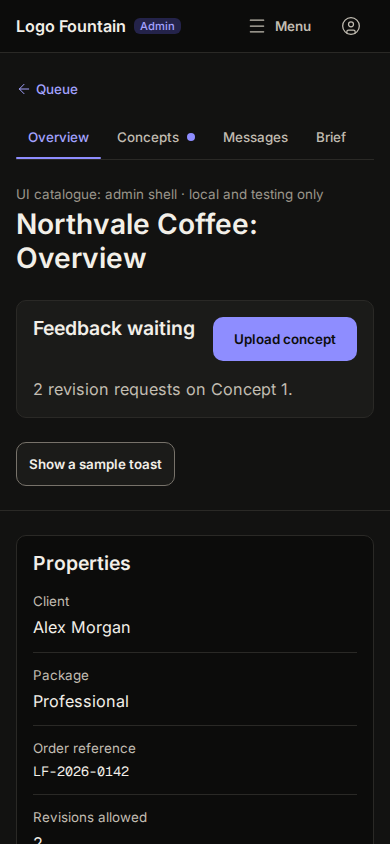 Logo Fountain Admin Menu
← Queue
Overview Concepts Messages Brief
UI catalogue: admin shell · local and testing only
Northvale Coffee:
Overview
Feedback waiting
Upload concept
2 revision requests on Concept 1.
Show a sample toast
Properties
Client
Alex Morgan
Package
Professional
Order reference
LF-2026-0142
Revisions allowed
2